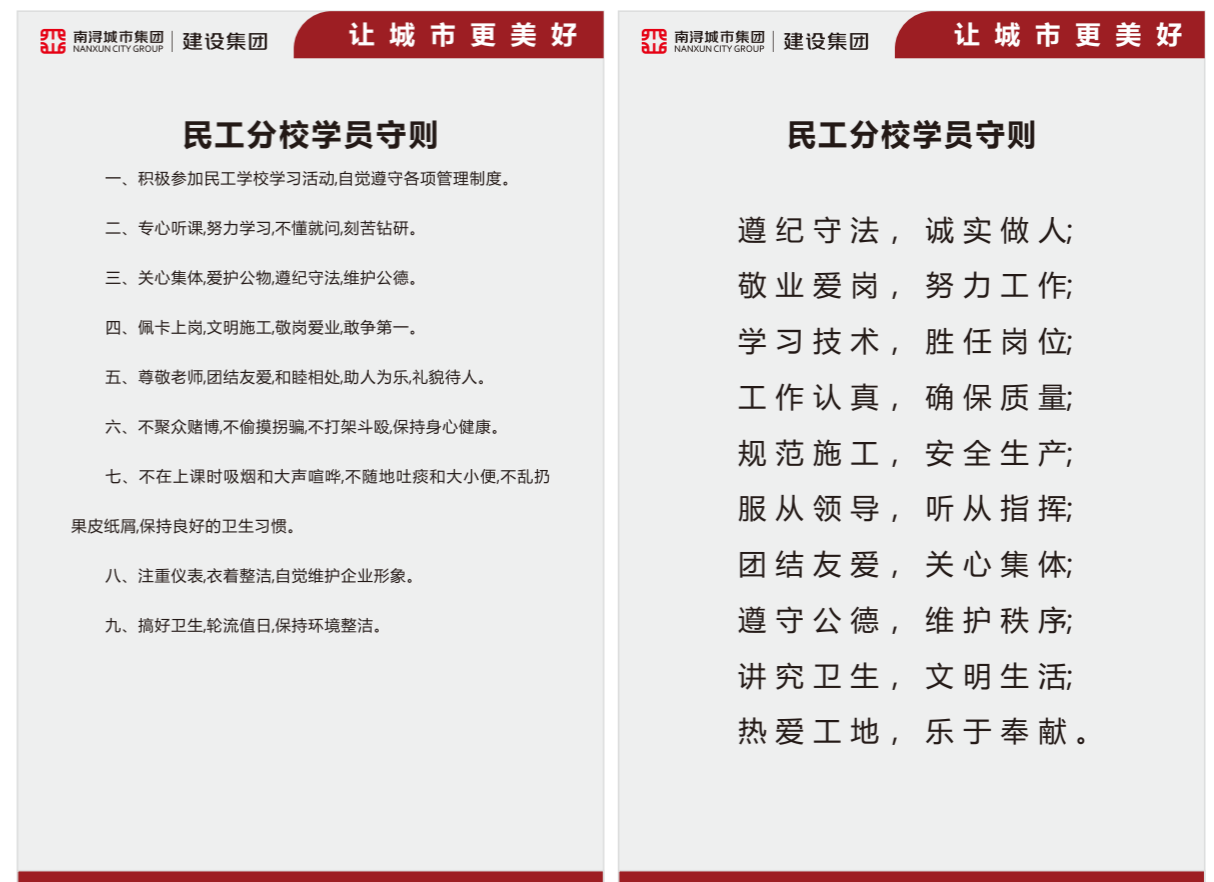 南浔城市集团
NANXUN CITY GROUP
建设集团
让城市更美好
民工分校学员守则
一、积极参加民工学校学习活动,自觉遵守各项管理制度。
二、专心听课,努力学习,不懂就问,刻苦钻研。
三、关心集体,爱护公物,遵纪守法,维护公德。
四、佩卡上岗,文明施工,敬岗爱业,敢争第一。
五、尊敬老师,团结友爱,和睦相处,助人为乐,礼貌待人。
六、不聚众赌博,不偷摸拐骗,不打架斗殴,保持身心健康。
七、不在上课时吸烟和大声喧哗,不随地吐痰和大小便,不乱扔
果皮纸屑,保持良好的卫生习惯。
八、注重仪表,衣着整洁,自觉维护企业形象。
九、搞好卫生,轮流值日,保持环境整洁。
南浔城市集团
NANXUN CITY GROUP
建设集团
让城市更美好
民工分校学员守则
遵纪守法，诚实做人;
敬业爱岗，努力工作;
学习技术，胜任岗位;
工作认真，确保质量;
规范施工，安全生产;
服从领导，听从指挥;
团结友爱，关心集体;
遵守公德，维护秩序;
讲究卫生，文明生活;
热爱工地，乐于奉献。